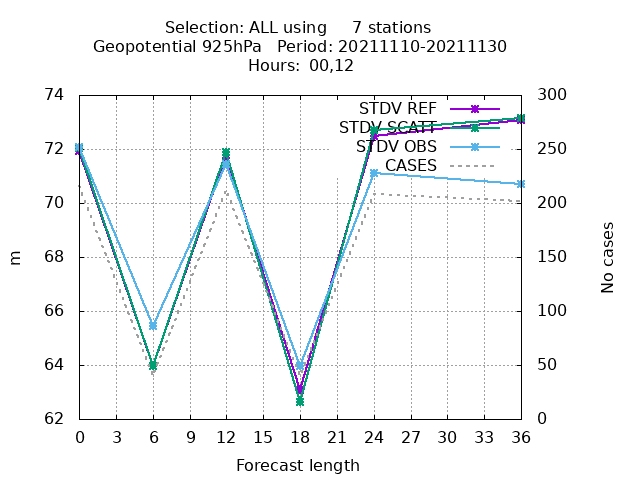 Selection: ALL using     7 stations
Geopotential 925hPa   Period: 20211110-20211130
Hours: 00,12
74
72
70
68
66
64
62
300
250
200
150
100
50
0
m
No cases
STDV REF
STDV SCATT
STDV OBS
CASES
0 3 6 9 12 15 18 21 24 27 30 33 36
Forecast length